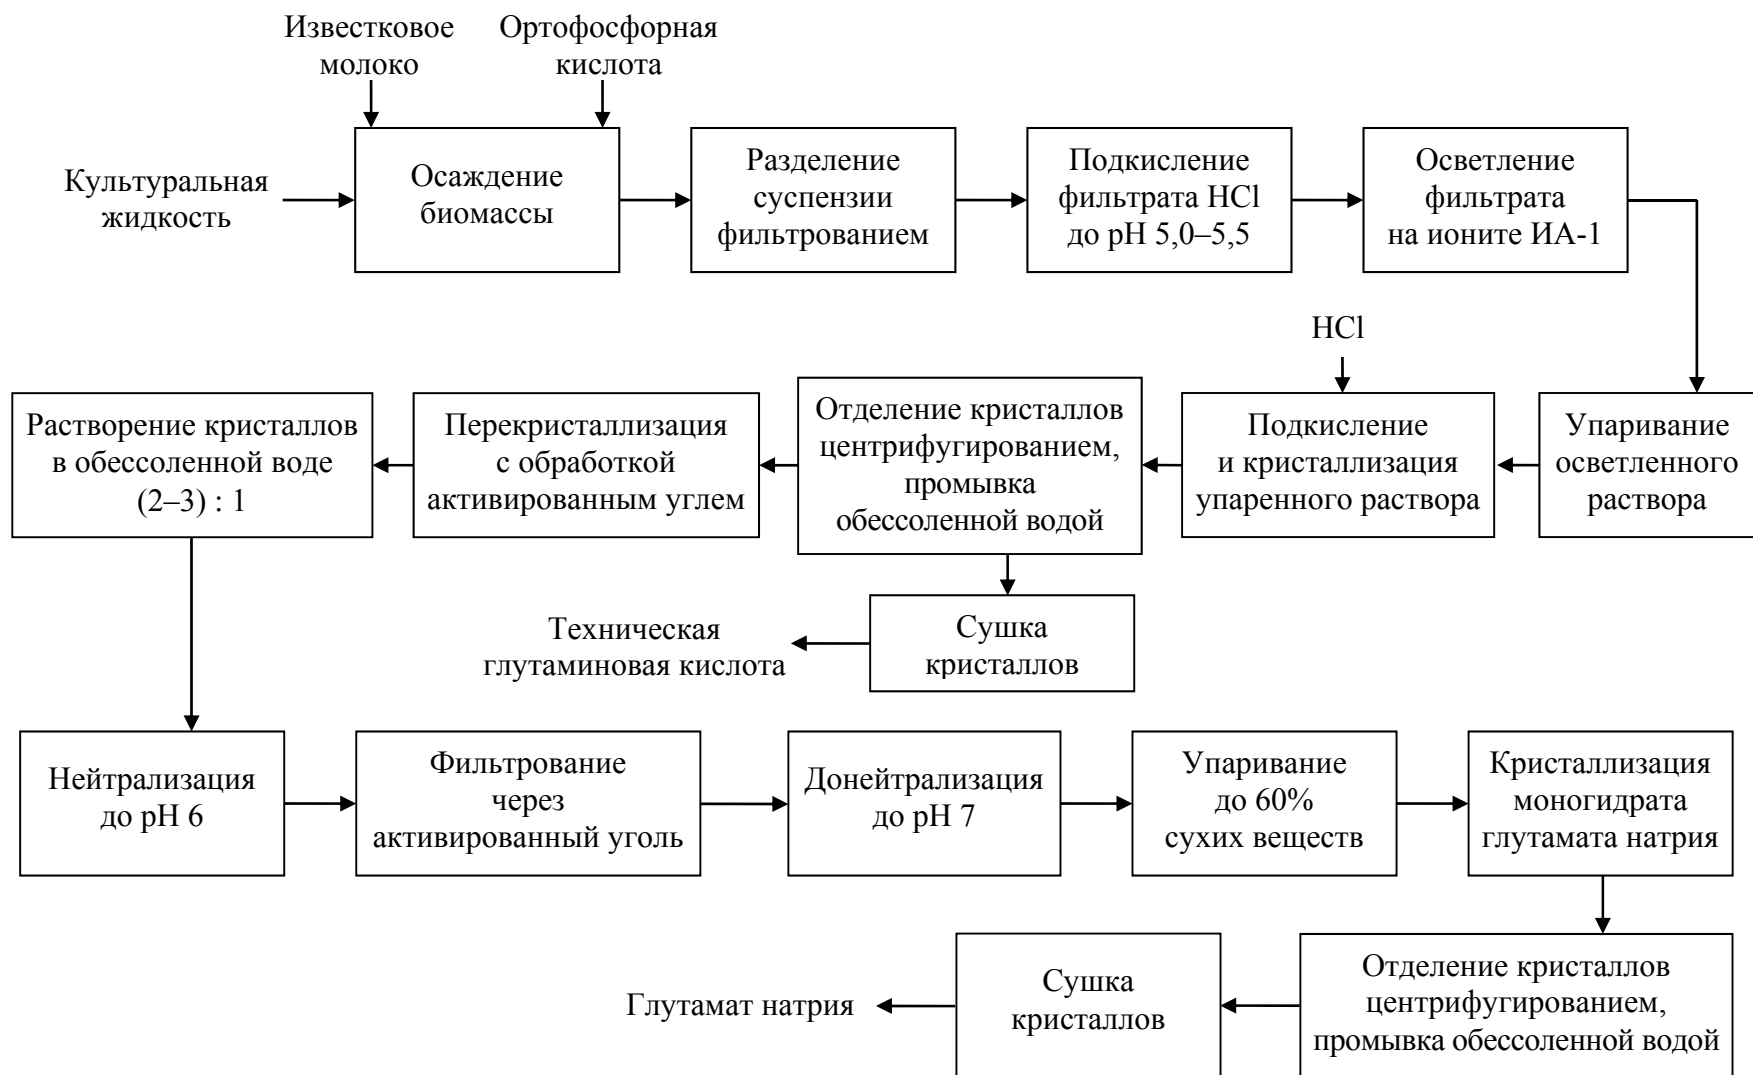 Известковое
молоко
Ортофосфорная
кислота
Культуральная
жидкость
Осаждение
биомассы
Разделение
суспензии
фильтрованием
Подкисление
фильтрата HCl
до pH 5,0–5,5
Осветление
фильтрата
на ионите ИА-1
HCl
Растворение кристаллов
в обессоленной воде
(2–3) : 1
Перекристаллизация
с обработкой
активированным углем
Отделение кристаллов
центрифугированием,
промывка
обессоленной водой
Подкисление
и кристаллизация
упаренного раствора
Упаривание
осветленного
раствора
Техническая
глутаминовая кислота
Сушка
кристаллов
Нейтрализация
до pH 6
Фильтрование
через
активированный уголь
Донейтрализация
до pH 7
Упаривание
до 60%
сухих веществ
Кристаллизация
моногидрата
глутамата натрия
Глутамат натрия
Сушка
кристаллов
Отделение кристаллов
центрифугированием,
промывка обессоленной водой